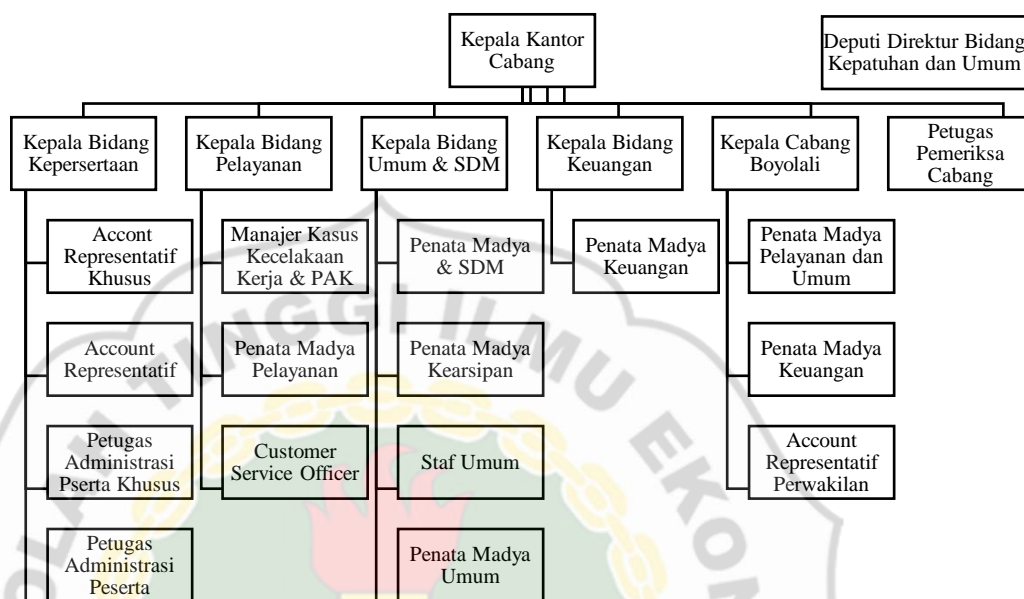 Kepala Kantor
Cabang
Deputi Direktur Bidang
Kepatuhan dan Umum
Kepala Bidang
Kepersertaan
Kepala Bidang
Pelayanan
Kepala Bidang
Umum & SDM
Kepala Bidang
Keuangan
Kepala Cabang
Boyolali
Petugas
Pemeriksa
Cabang
Accont
Representatif
Khusus
Manajer Kasus
Kecelakaan
Kerja & PAK
Penata Madya
& SDM
Penata Madya
Keuangan
Penata Madya
Pelayanan dan
Umum
Account
Representatif
Penata Madya
Pelayanan
Penata Madya
Kearsipan
Penata Madya
Keuangan
Petugas
Administrasi
Pserta Khusus
Customer
Service Officer
Staf Umum
Account
Representatif
Perwakilan
Petugas
Administrasi
Peserta
Penata Madya
Umum
OLAH TINGGI ILMU EKONOM